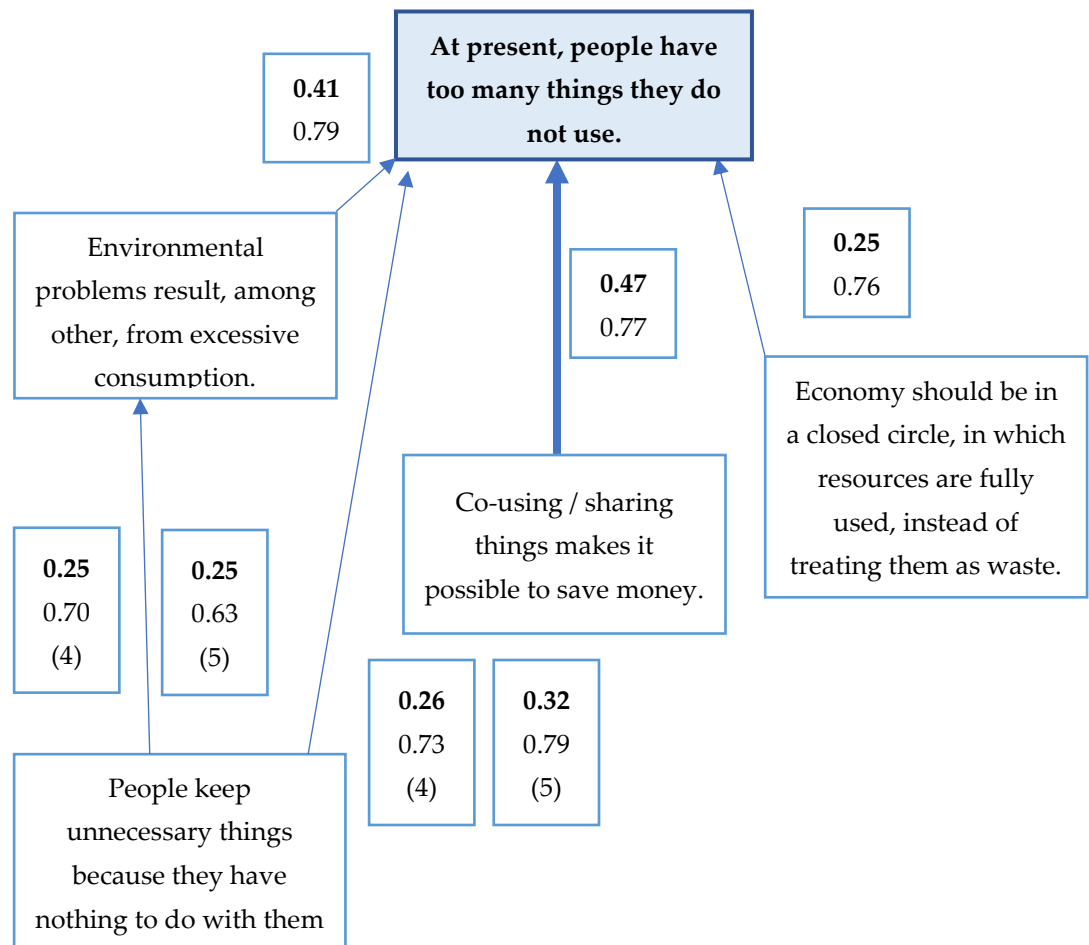 At present, people have
too many things they do
not use.
0.41
0.79
Environmental
problems result, among
other, from excessive
consumption.
0.47
0.77
0.25
0.76
Economy should be in
a closed circle, in which
resources are fully
used, instead of
treating them as waste.
Co-using / sharing
things makes it
possible to save money.
0.25
0.70
(4)
0.25
0.63
(5)
0.26
0.73
(4)
0.32
0.79
(5)
People keep
unnecessary things
because they have
nothing to do with them